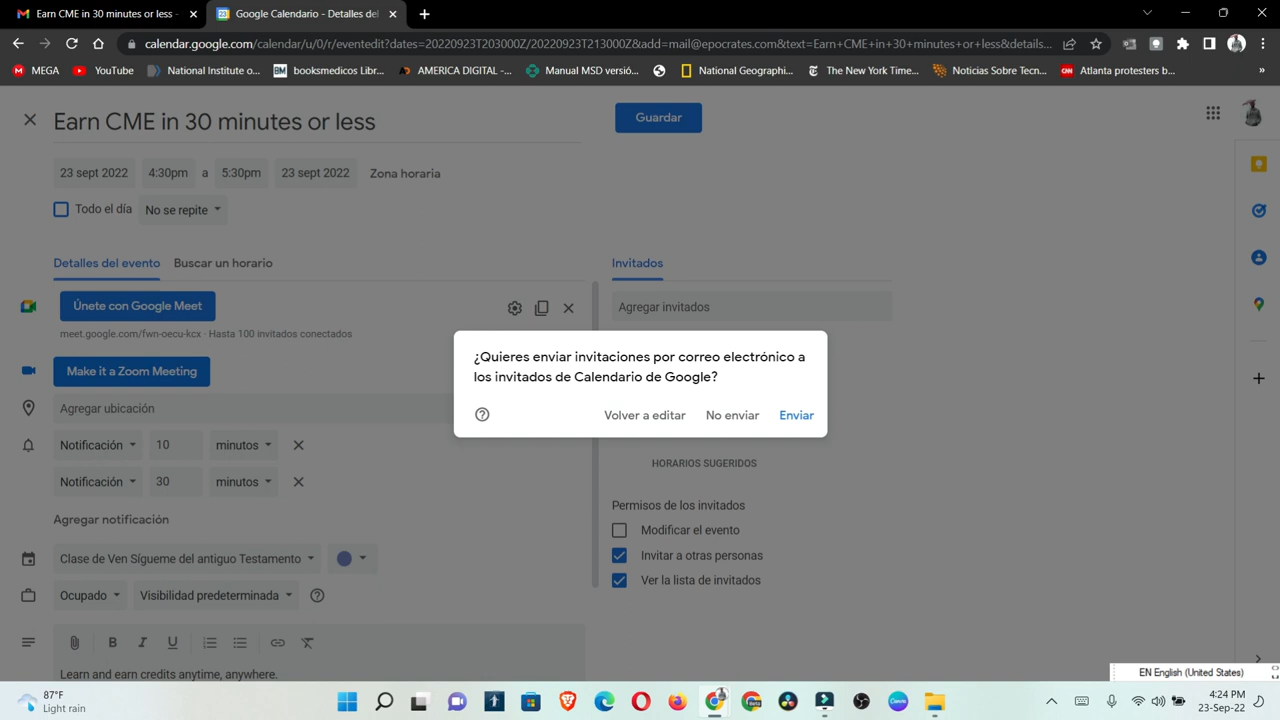 Earn CME in 30 minutes or less -
Google Calendario - Detalles del
calendar.google.com/calendar/u/0/r/eventedit?dates=20220923T203000Z/20220923T213000Z&add=mail@epocrates.com&text=Earn+CME+in+30+minutes+or+less&details...
MEGA
YouTube
National Institute o...
BM booksmedicos Libr...
AMERICA DIGITAL -...
Manual MSD versió...
National Geographi...
The New York Time...
Noticias Sobre Tecn...
CNN Atlanta protesters b...
»
Earn CME in 30 minutes or less
Guardar
23 sept 2022 4:30pm a 5:30pm 23 sept 2022 Zona horaria
Todo el día No se repite
Detalles del evento Buscar un horario
Invitados
Únete con Google Meet
Agregar invitados
meet.google.com/fwn-oecu-kcx · Hasta 100 invitados conectados
Make it a Zoom Meeting
¿Quieres enviar invitaciones por correo electrónico a
los invitados de Calendario de Google?
Volver a editar No enviar Enviar
Agregar ubicación
Notificación 10 minutos
Notificación 30 minutos
HORARIOS SUGERIDOS
Permisos de los invitados
Modificar el evento
Invitar a otras personas
Ver la lista de invitados
Agregar notificación
Clase de Ven Sígueme del antiguo Testamento
Ocupado Visibilidad predeterminada
B I U
Learn and earn credits anytime, anywhere.
EN English (United States)
87°F
Light rain
4:24 PM
23-Sep-22